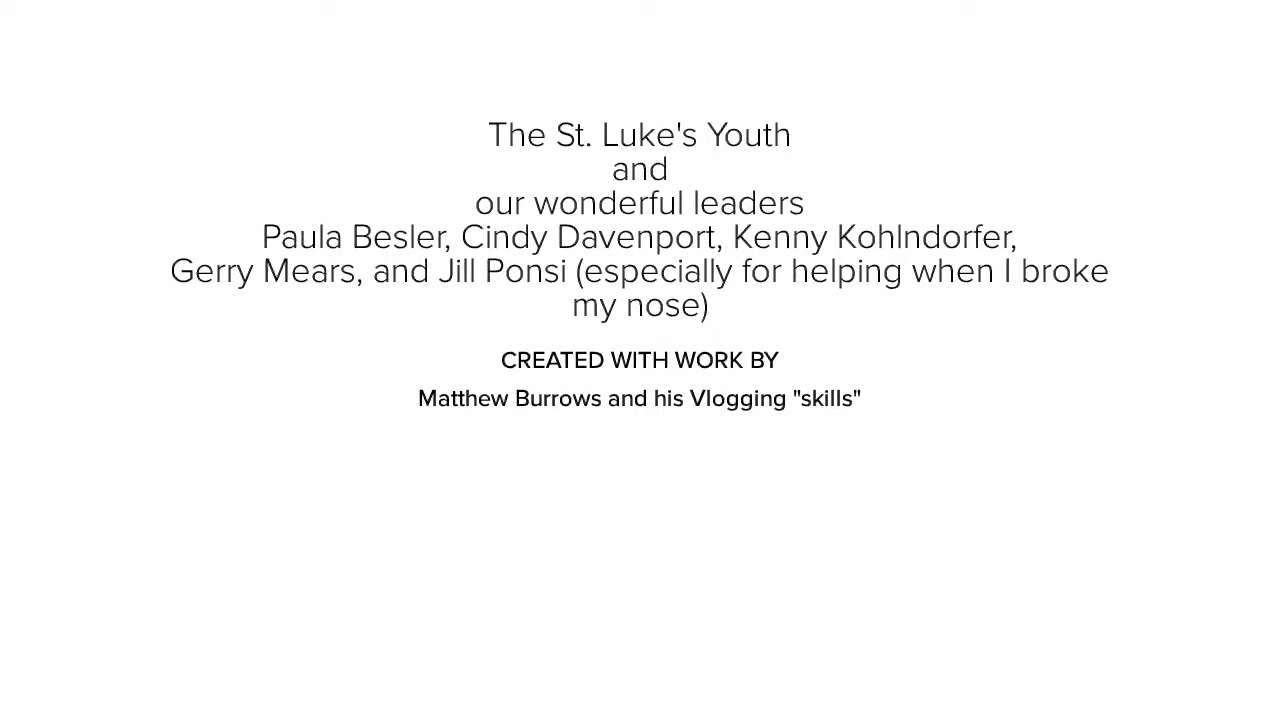 The St. Luke's Youth
and
our wonderful leaders
Paula Besler, Cindy Davenport, Kenny Kohlndorfer,
Gerry Mears, and Jill Ponsi (especially for helping when I broke
my nose)
CREATED WITH WORK BY
Matthew Burrows and his Vlogging "skills"